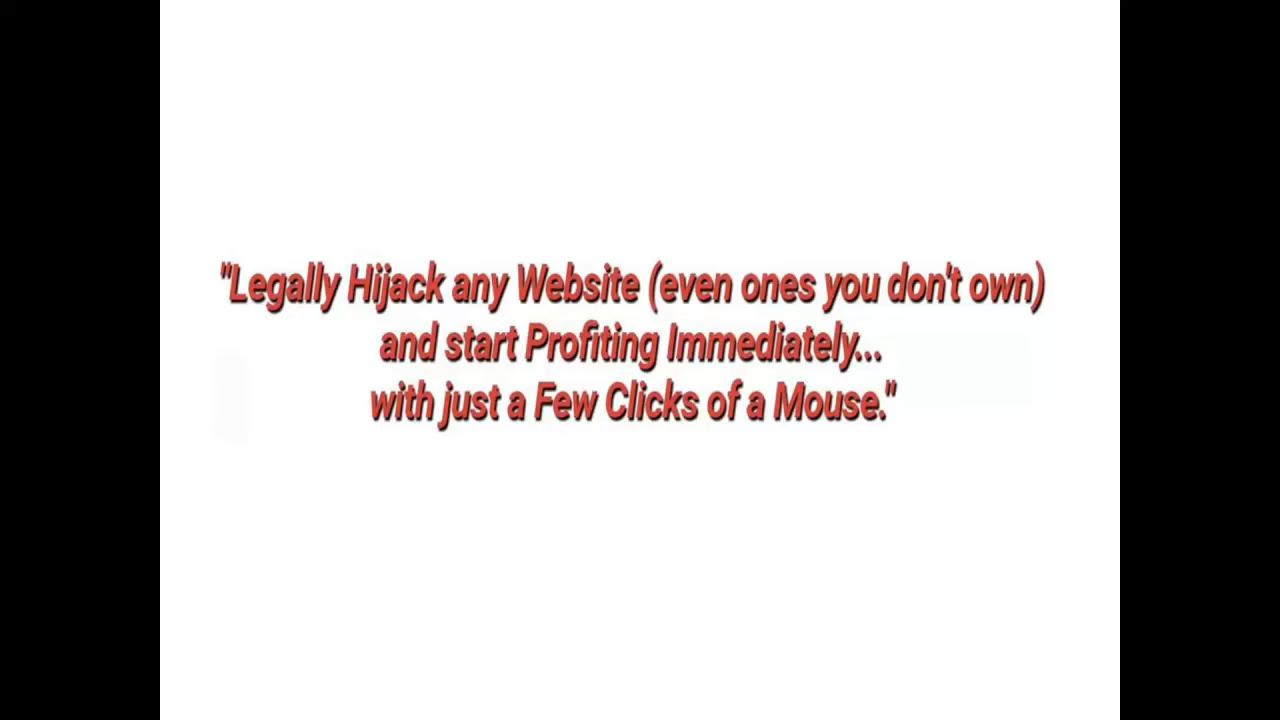 "Legally Hijack any Website (even ones you don't own)
and start Profiting Immediately...
with just a Few Clicks of a Mouse."